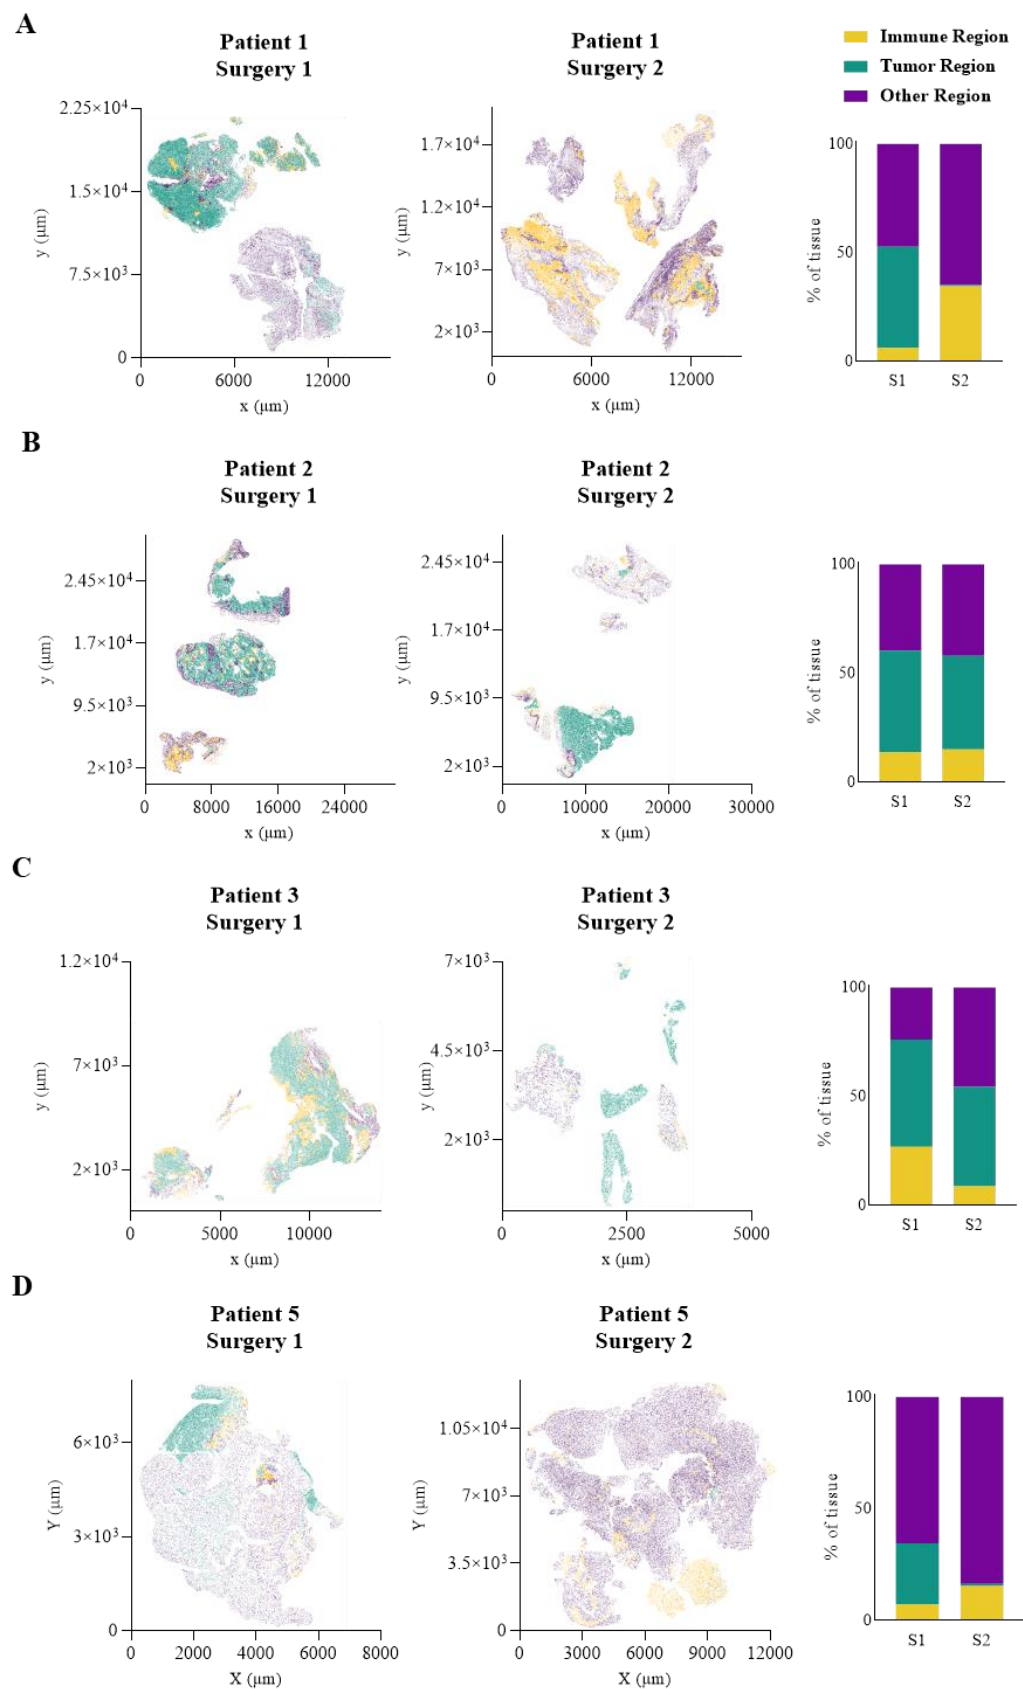 A
Patient 1
Surgery 1
Patient 1
Surgery 2
Immune Region
Tumor Region
Other Region
2.25×10⁴
1.5×10⁴
7.5×10³
0
y (μm)
0
6000
12000
x (μm)
1.7×10⁴
1.2×10⁴
7×10³
2×10³
y (μm)
0
6000
12000
x (μm)
100
50
0
% of tissue
S1
S2
B
Patient 2
Surgery 1
Patient 2
Surgery 2
2.45×10⁴
1.7×10⁴
9.5×10³
2×10³
y (μm)
0
8000
16000
24000
x (μm)
2.45×10⁴
1.7×10⁴
9.5×10³
2×10³
y (μm)
0
10000
20000
30000
x (μm)
100
50
0
% of tissue
S1
S2
C
Patient 3
Surgery 1
Patient 3
Surgery 2
1.2×10⁴
7×10³
2×10³
y (μm)
0
5000
10000
x (μm)
7×10³
4.5×10³
2×10³
y (μm)
0
2500
5000
x (μm)
100
50
0
% of tissue
S1
S2
D
Patient 5
Surgery 1
Patient 5
Surgery 2
6×10³
3×10³
0
Y (μm)
0
2000
4000
6000
8000
X (μm)
1.05×10⁴
7×10³
3.5×10³
0
Y (μm)
0
3000
6000
9000
12000
X (μm)
100
50
0
% of tissue
S1
S2